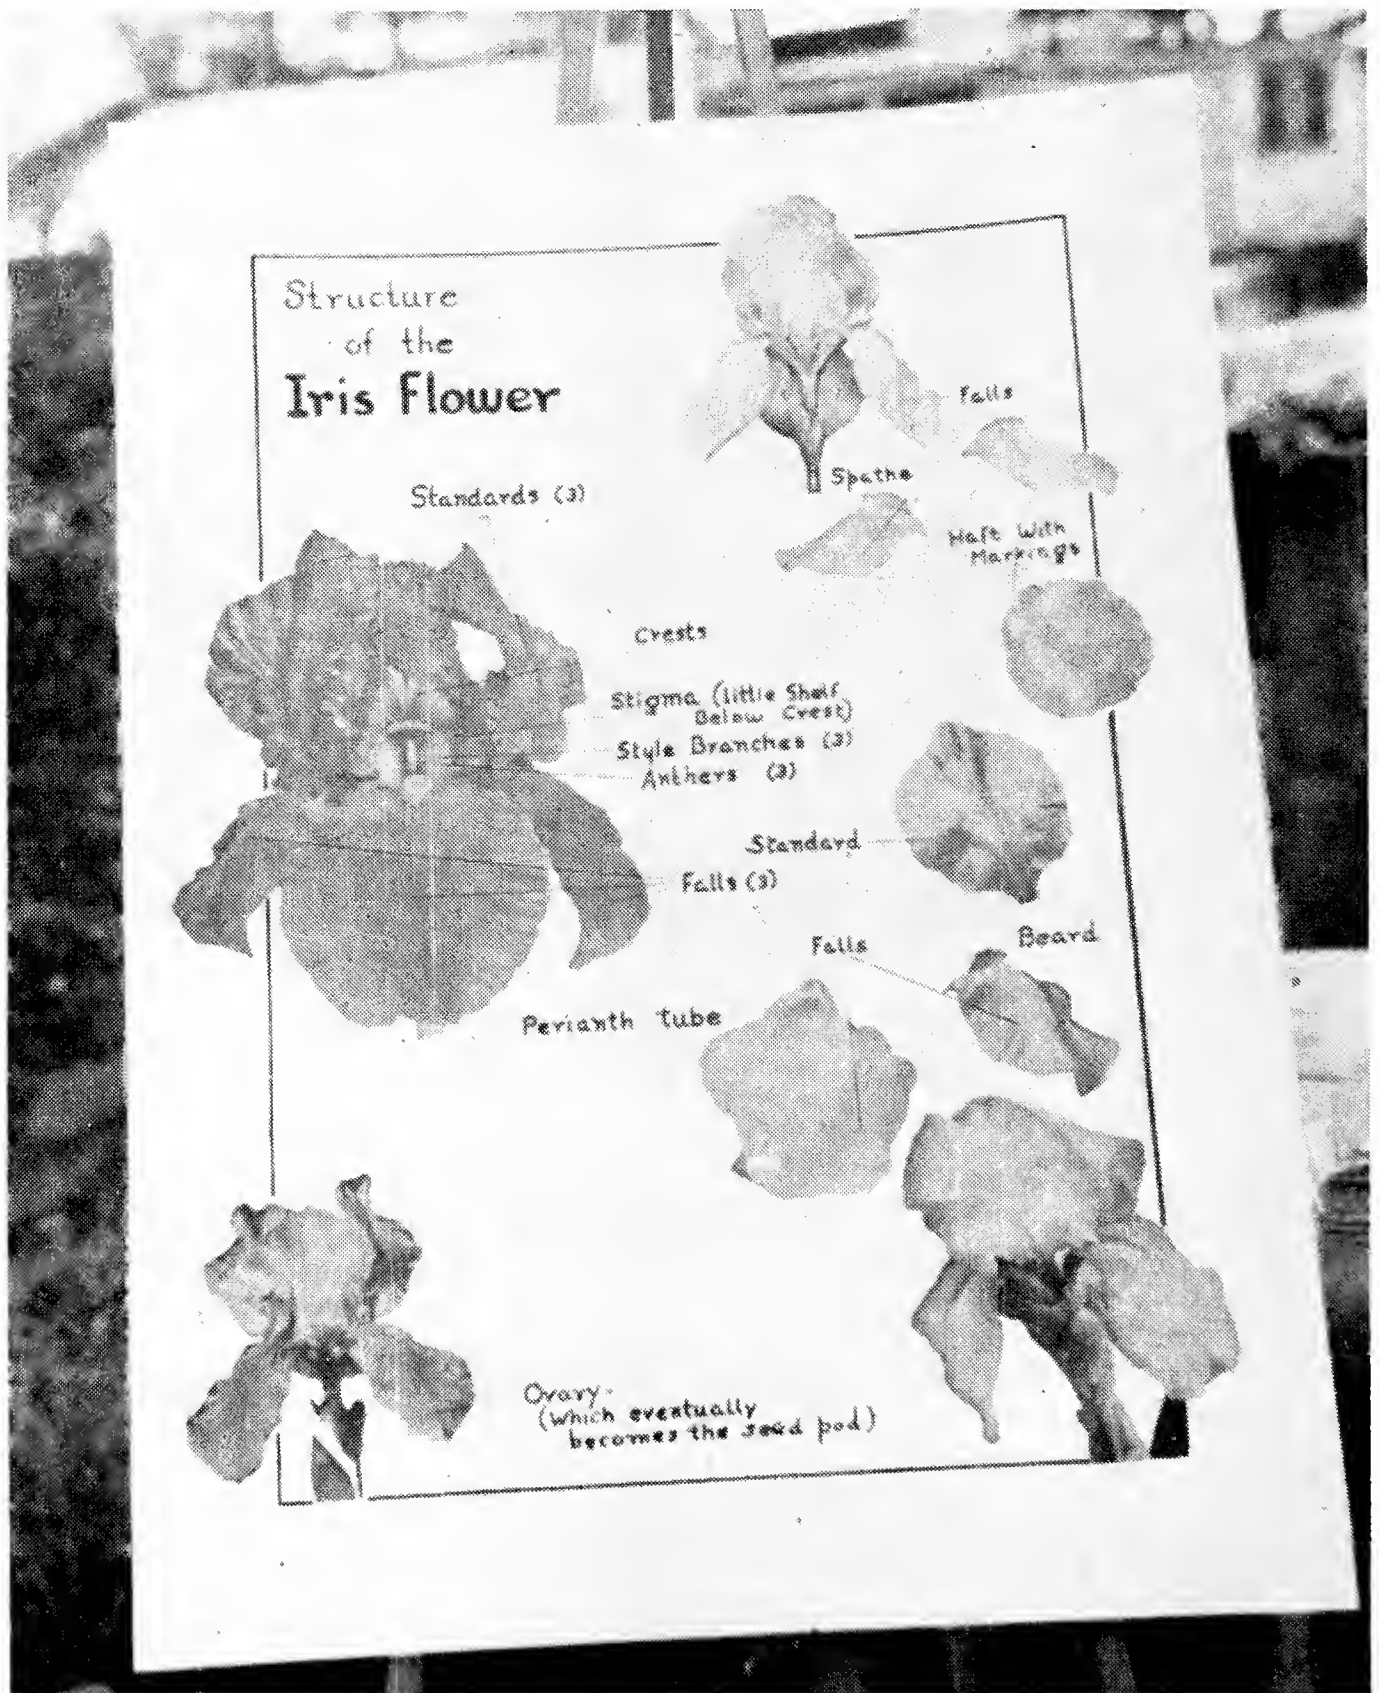 Structure
of the
Iris Flower
Falls
Spathe
Standards (3)
Haft With
Markings
Crests
Stigma (little Shelf
Below Crest)
Style Branches (3)
Anthers (3)
Standard
Falls (3)
Falls
Beard
Perianth tube
Ovary-
(Which eventually
becomes the seed pod)